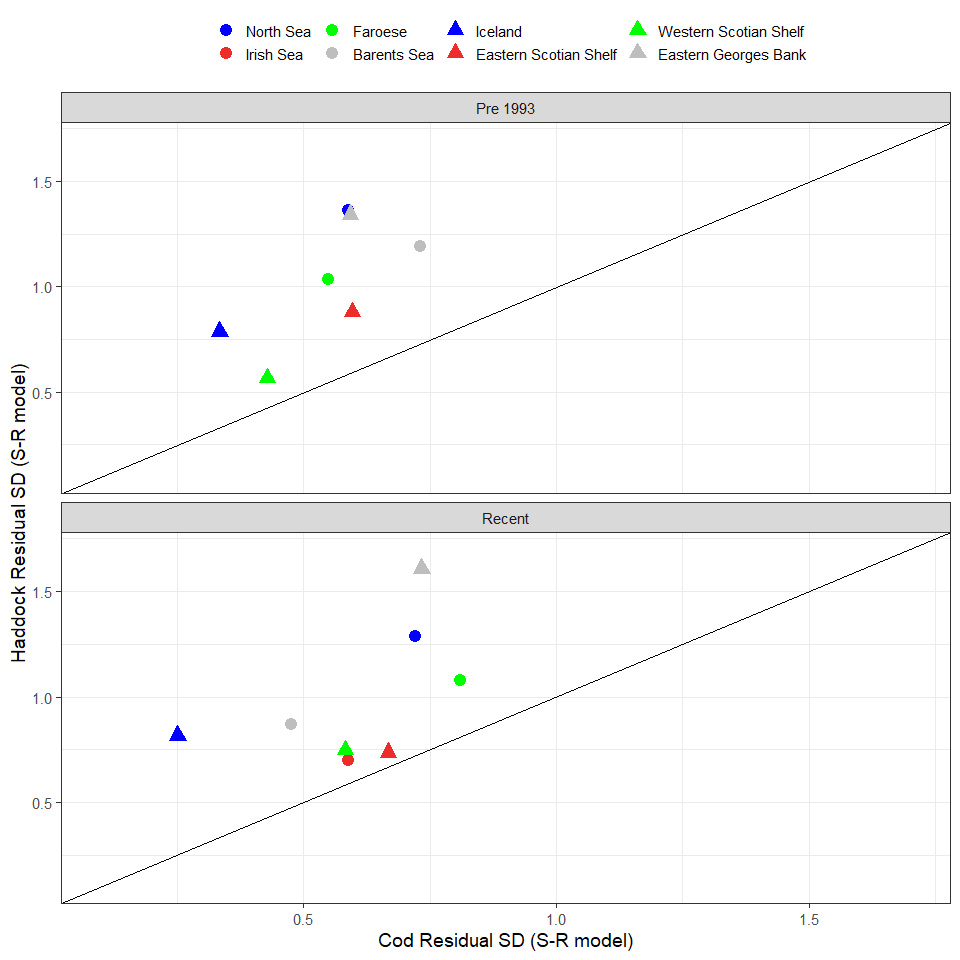 North Sea Faroese Iceland Western Scotian Shelf
Irish Sea Barents Sea Eastern Scotian Shelf Eastern Georges Bank
Pre 1993
1.5
1.0
0.5
Haddock Residual SD (S-R model)
Recent
1.5
1.0
0.5
0.5 1.0 1.5
Cod Residual SD (S-R model)